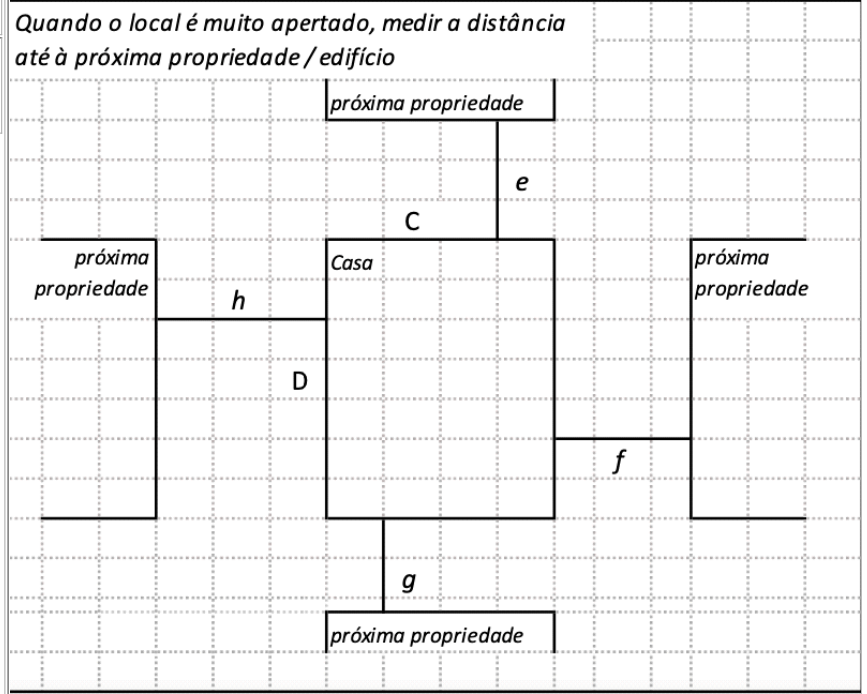 Quando o local é muito apertado, medir a distância
até à próxima propriedade / edifício
próxima propriedade
e
C
próxima
propriedade
Casa
próxima
propriedade
h
D
f
g
próxima propriedade